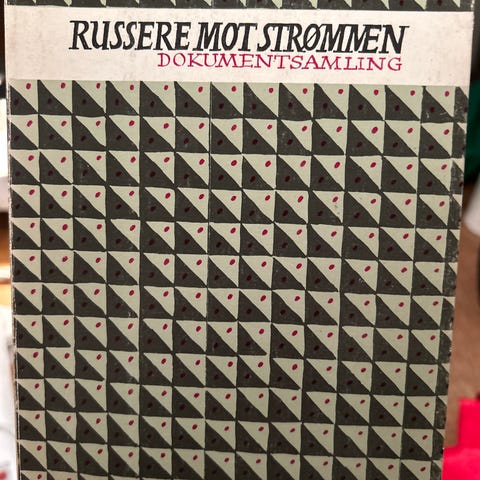 RUSSERE MOT STRØMMEN
DOKUMENTSAMLING